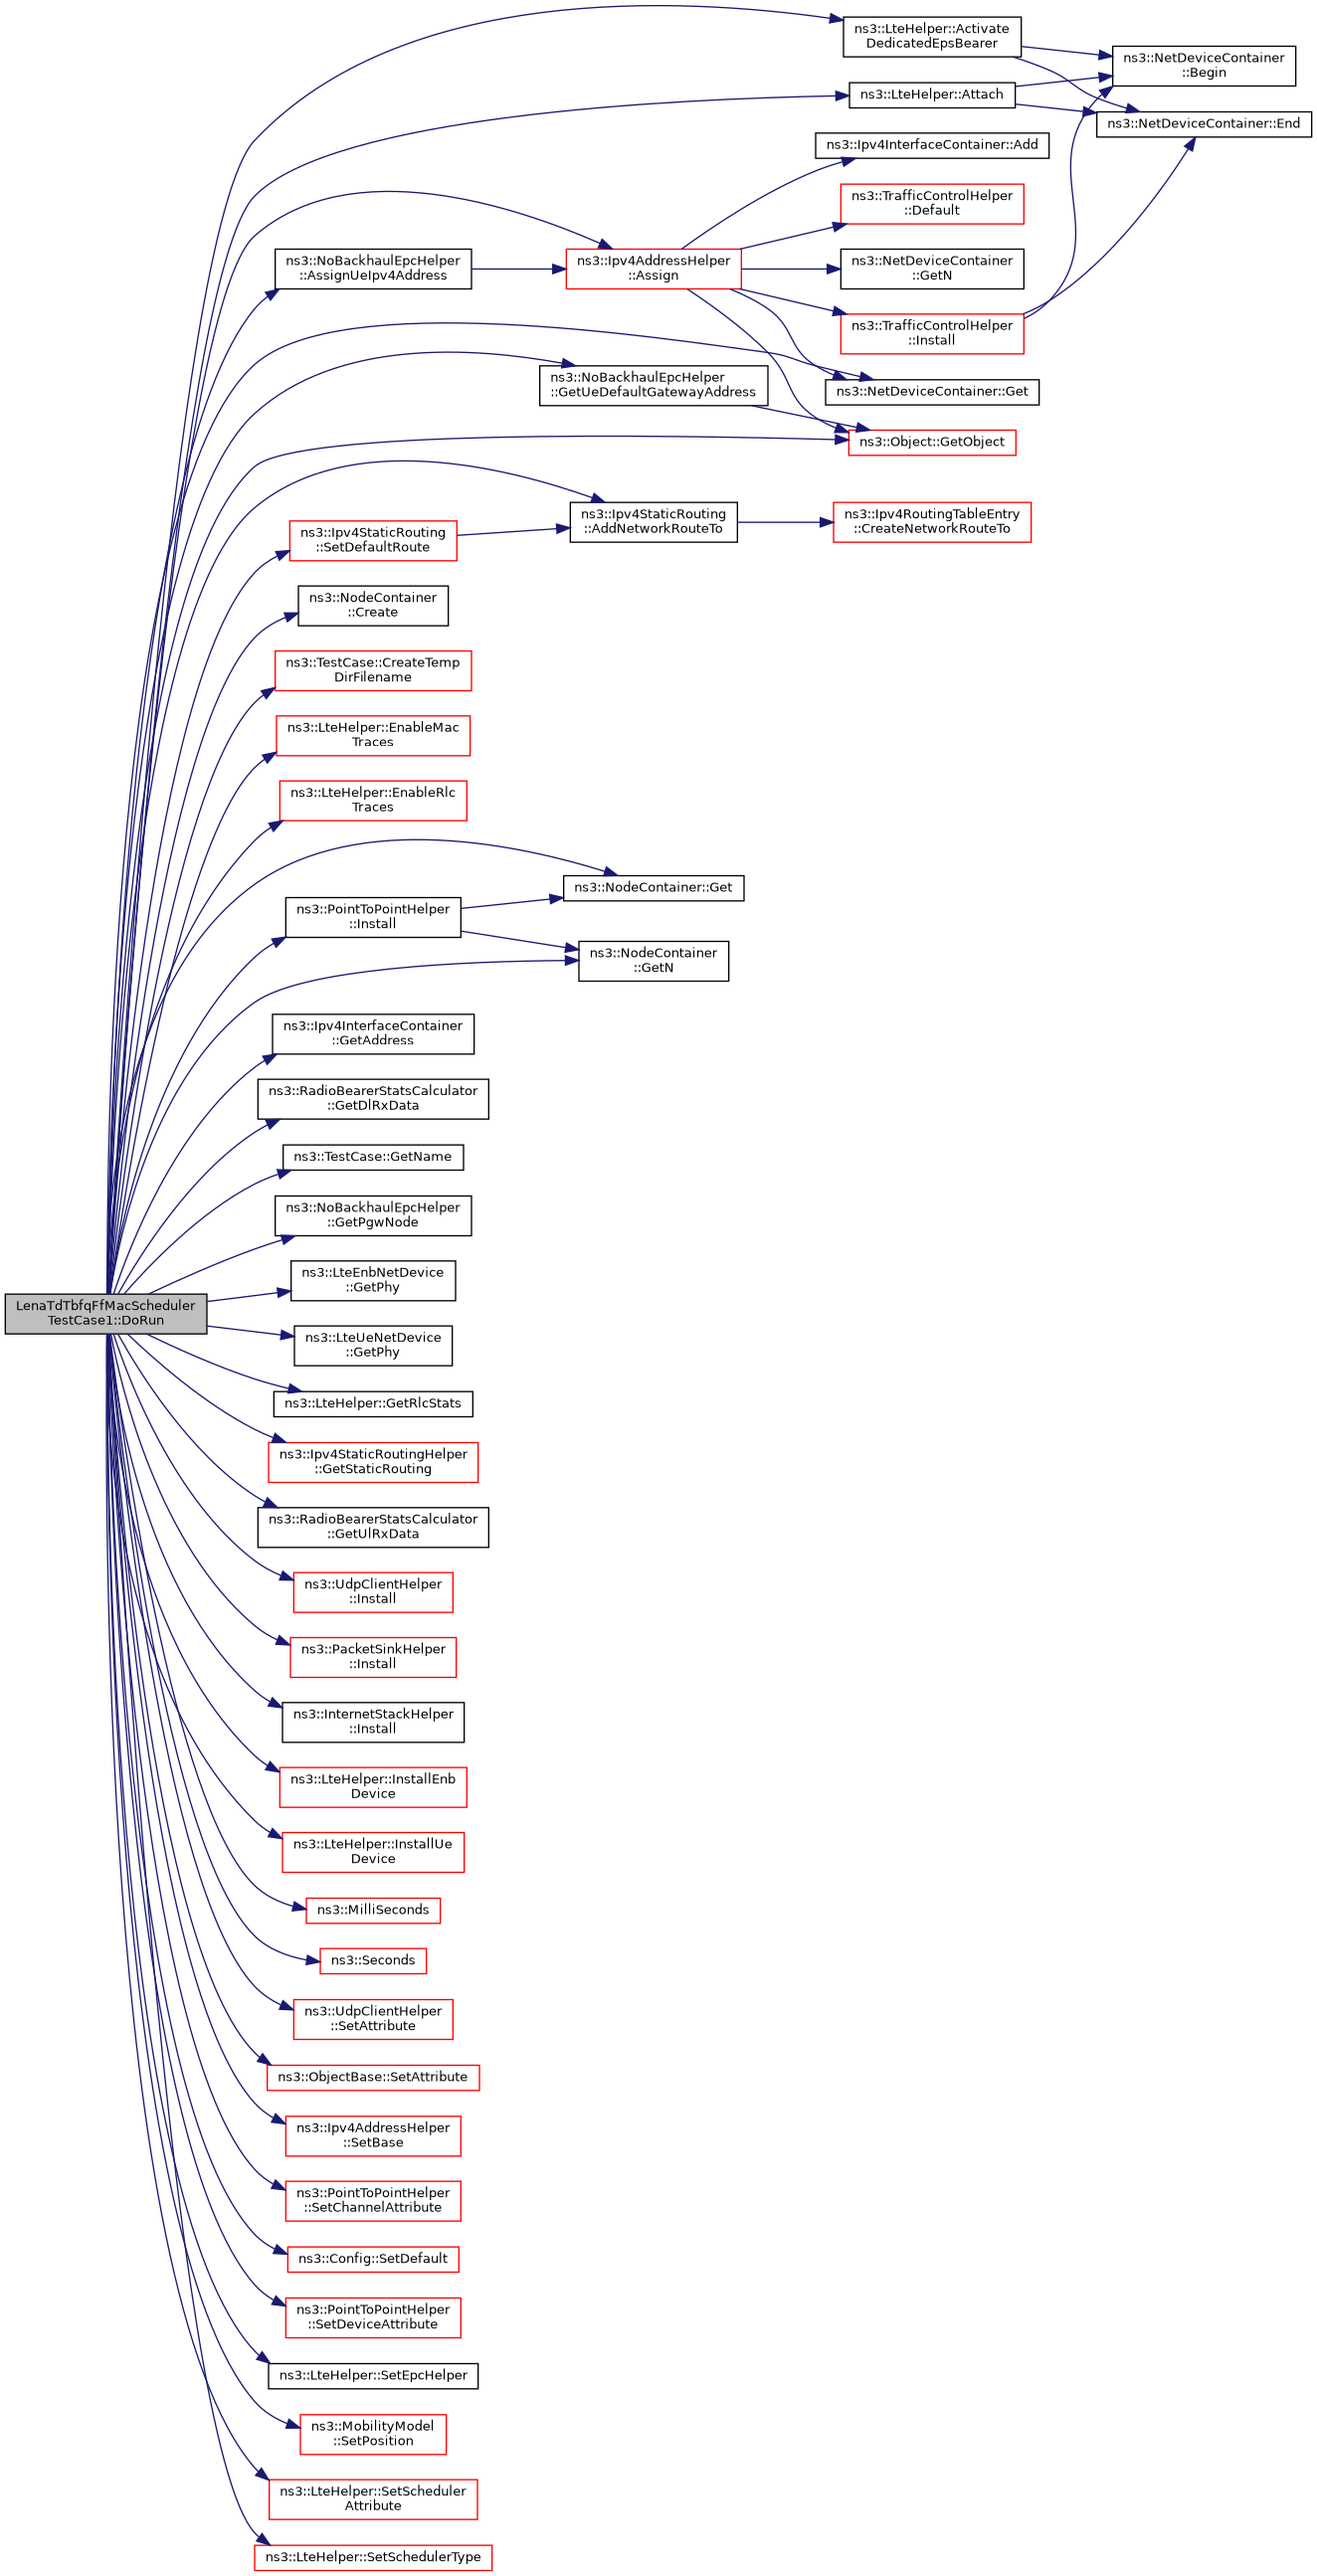 ns3::LteHelper::Activate
DedicatedEpsBearer
ns3::NetDeviceContainer
::Begin
ns3::LteHelper::Attach
ns3::NetDeviceContainer::End
ns3::Ipv4InterfaceContainer::Add
ns3::TrafficControlHelper
::Default
ns3::NoBackhaulEpcHelper
::AssignUeIpv4Address
ns3::Ipv4AddressHelper
::Assign
ns3::NetDeviceContainer
::GetN
ns3::TrafficControlHelper
::Install
ns3::NoBackhaulEpcHelper
::GetUeDefaultGatewayAddress
ns3::NetDeviceContainer::Get
ns3::Object::GetObject
ns3::Ipv4StaticRouting
::SetDefaultRoute
ns3::Ipv4StaticRouting
::AddNetworkRouteTo
ns3::Ipv4RoutingTableEntry
::CreateNetworkRouteTo
ns3::NodeContainer
::Create
ns3::TestCase::CreateTemp
DirFilename
ns3::LteHelper::EnableMac
Traces
ns3::LteHelper::EnableRlc
Traces
ns3::NodeContainer::Get
ns3::PointToPointHelper
::Install
ns3::NodeContainer
::GetN
ns3::Ipv4InterfaceContainer
::GetAddress
ns3::RadioBearerStatsCalculator
::GetDlRxData
ns3::TestCase::GetName
ns3::NoBackhaulEpcHelper
::GetPgwNode
ns3::LteEnbNetDevice
::GetPhy
LenaTdTbfqFfMacScheduler
TestCase1::DoRun
ns3::LteUeNetDevice
::GetPhy
ns3::LteHelper::GetRlcStats
ns3::Ipv4StaticRoutingHelper
::GetStaticRouting
ns3::RadioBearerStatsCalculator
::GetUlRxData
ns3::UdpClientHelper
::Install
ns3::PacketSinkHelper
::Install
ns3::InternetStackHelper
::Install
ns3::LteHelper::InstallEnb
Device
ns3::LteHelper::InstallUe
Device
ns3::MilliSeconds
ns3::Seconds
ns3::UdpClientHelper
::SetAttribute
ns3::ObjectBase::SetAttribute
ns3::Ipv4AddressHelper
::SetBase
ns3::PointToPointHelper
::SetChannelAttribute
ns3::Config::SetDefault
ns3::PointToPointHelper
::SetDeviceAttribute
ns3::LteHelper::SetEpcHelper
ns3::MobilityModel
::SetPosition
ns3::LteHelper::SetScheduler
Attribute
ns3::LteHelper::SetSchedulerType